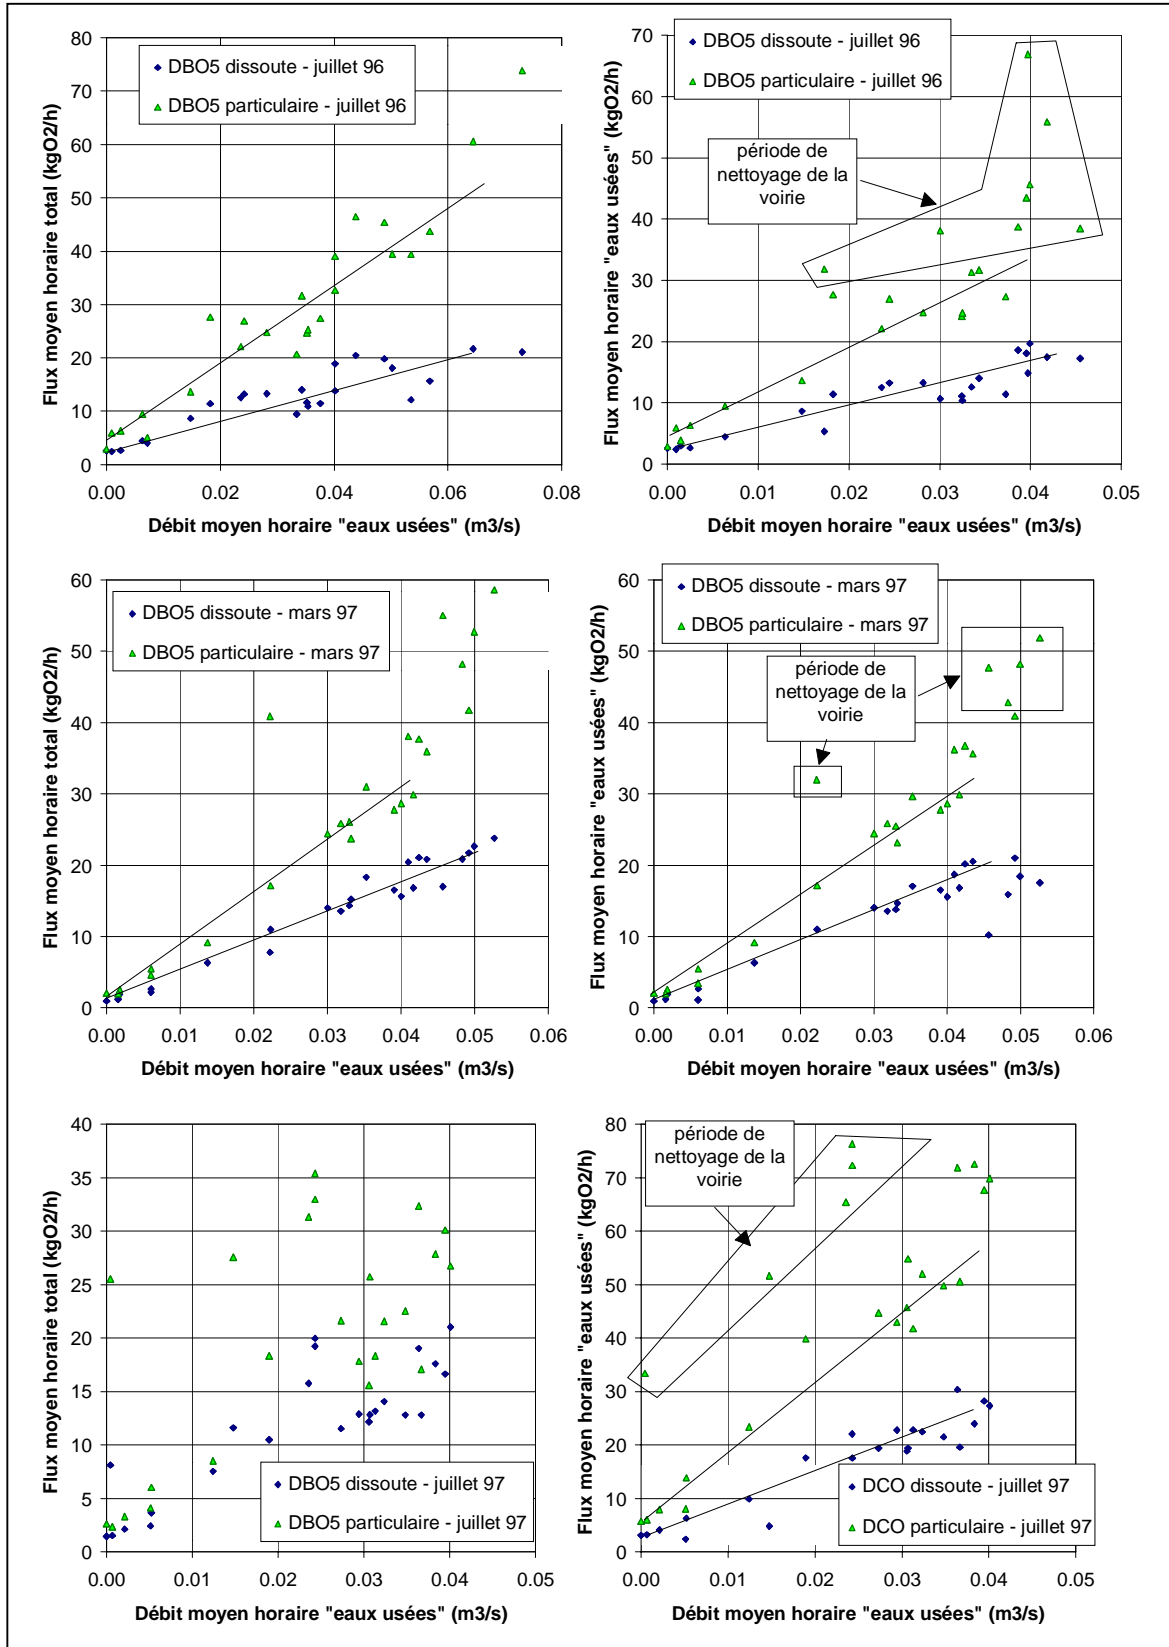 Flux moyen horaire total (kgO2/h)
80
70
60
50
40
30
20
10
0
DBO5 dissoute - juillet 96
DBO5 particulaire - juillet 96
0.00 0.02 0.04 0.06 0.08
Débit moyen horaire "eaux usées" (m3/s)
Flux moyen horaire "eaux usées" (kgO2/h)
70
60
50
40
30
20
10
0
DBO5 dissoute - juillet 96
DBO5 particulaire - juillet 96
période de
nettoyage de la
voirie
0.00 0.01 0.02 0.03 0.04 0.05
Débit moyen horaire "eaux usées" (m3/s)
Flux moyen horaire total (kgO2/h)
60
50
40
30
20
10
0
DBO5 dissoute - mars 97
DBO5 particulaire - mars 97
0.00 0.01 0.02 0.03 0.04 0.05 0.06
Débit moyen horaire "eaux usées" (m3/s)
Flux moyen horaire "eaux usées" (kgO2/h)
60
50
40
30
20
10
0
DBO5 dissoute - mars 97
DBO5 particulaire - mars 97
période de
nettoyage de la
voirie
0.00 0.01 0.02 0.03 0.04 0.05 0.06
Débit moyen horaire "eaux usées" (m3/s)
Flux moyen horaire total (kgO2/h)
40
35
30
25
20
15
10
5
0
DBO5 dissoute - juillet 97
DBO5 particulaire - juillet 97
0.00 0.01 0.02 0.03 0.04 0.05
Débit moyen horaire "eaux usées" (m3/s)
Flux moyen horaire "eaux usées" (kgO2/h)
80
70
60
50
40
30
20
10
0
période de
nettoyage de la
voirie
DCO dissoute - juillet 97
DCO particulaire - juillet 97
0.00 0.01 0.02 0.03 0.04 0.05
Débit moyen horaire "eaux usées" (m3/s)